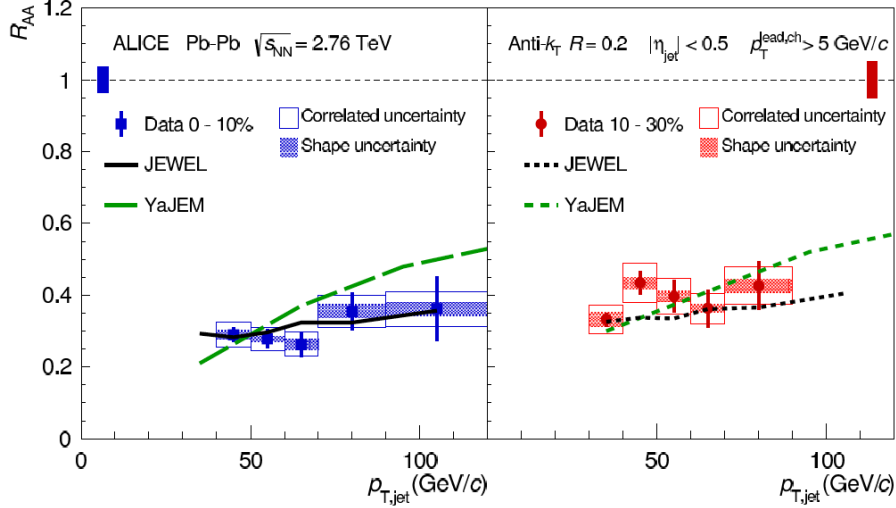 R_AA
ALICE Pb-Pb √s_NN = 2.76 TeV
Anti-k_T R = 0.2 |η_jet| < 0.5 p_T^lead,ch > 5 GeV/c
1.2
1
0.8
0.6
0.4
0.2
0
Data 0 - 10%
Correlated uncertainty
Shape uncertainty
JEWEL
YaJEM
Data 10 - 30%
Correlated uncertainty
Shape uncertainty
JEWEL
YaJEM
50 100
p_T,jet (GeV/c)
50 100
p_T,jet (GeV/c)